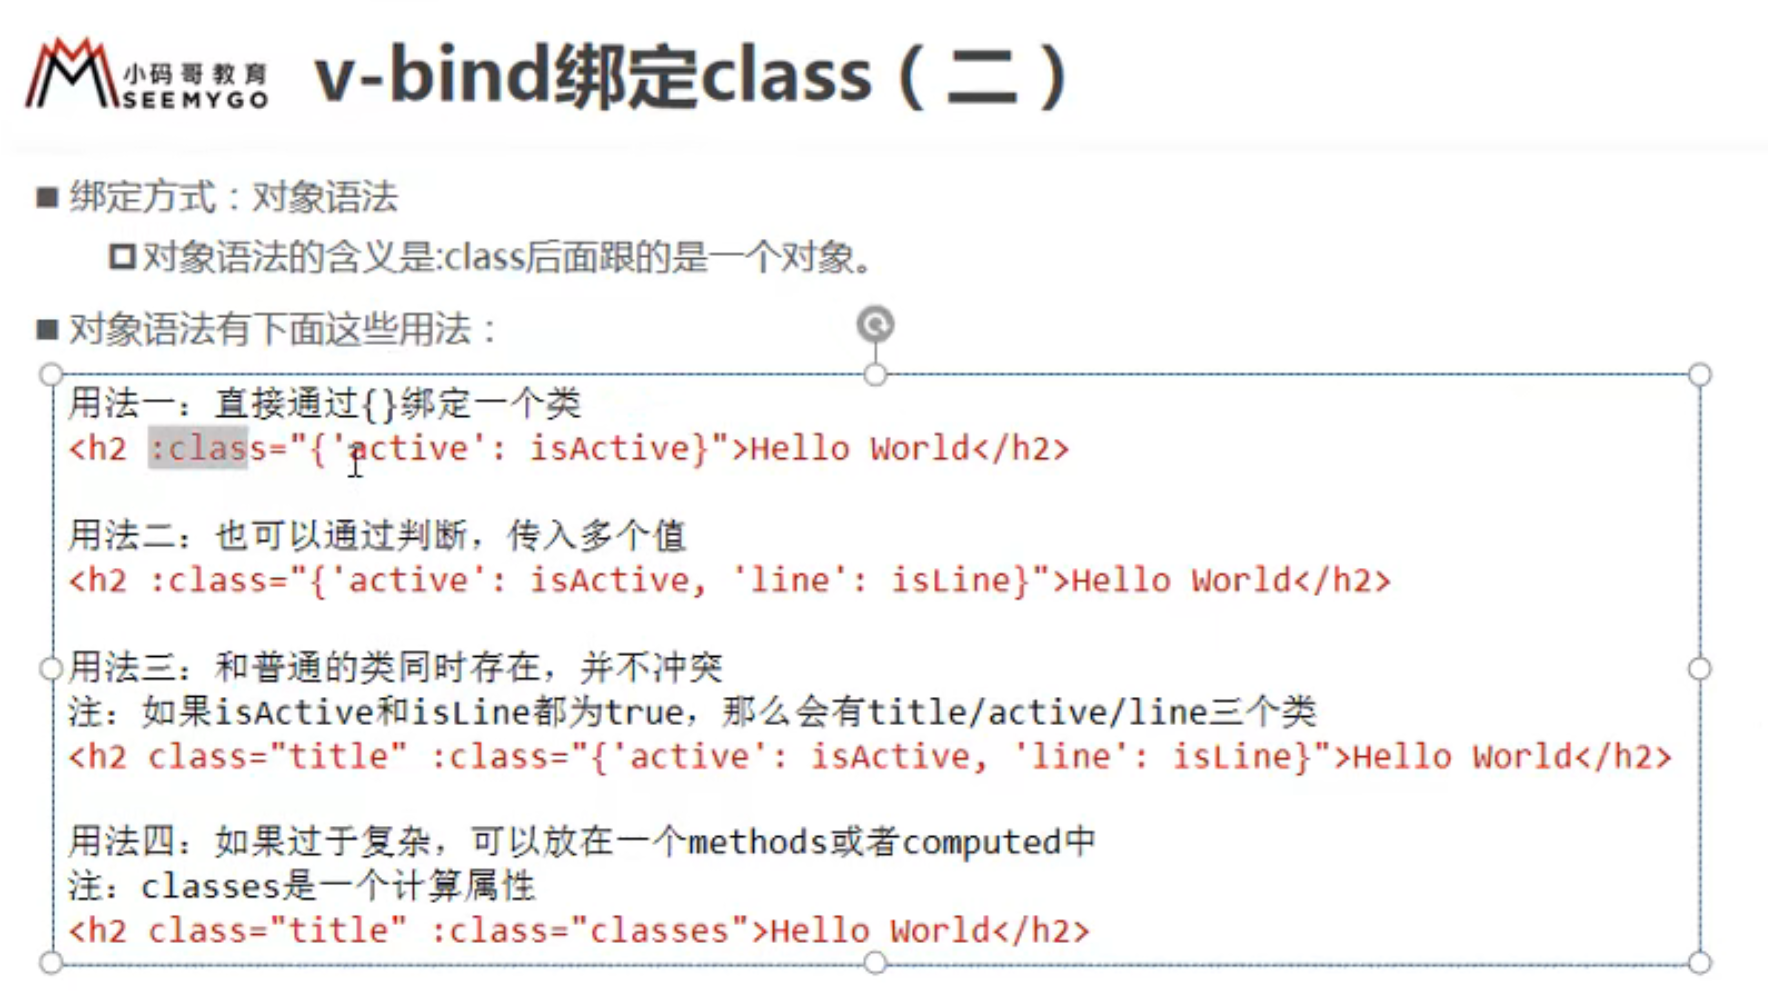 小码哥教育
SEEMYGO
v-bind绑定class（二）
绑定方式：对象语法
对象语法的含义是:class后面跟的是一个对象。
对象语法有下面这些用法：
用法一：直接通过{}绑定一个类
<h2 :class="{'active': isActive}">Hello World</h2>
用法二：也可以通过判断，传入多个值
<h2 :class="{'active': isActive, 'line': isLine}">Hello World</h2>
用法三：和普通的类同时存在，并不冲突
注：如果isActive和isLine都为true，那么会有title/active/line三个类
<h2 class="title" :class="{'active': isActive, 'line': isLine}">Hello World</h2>
用法四：如果过于复杂，可以放在一个methods或者computed中
注：classes是一个计算属性
<h2 class="title" :class="classes">Hello World</h2>